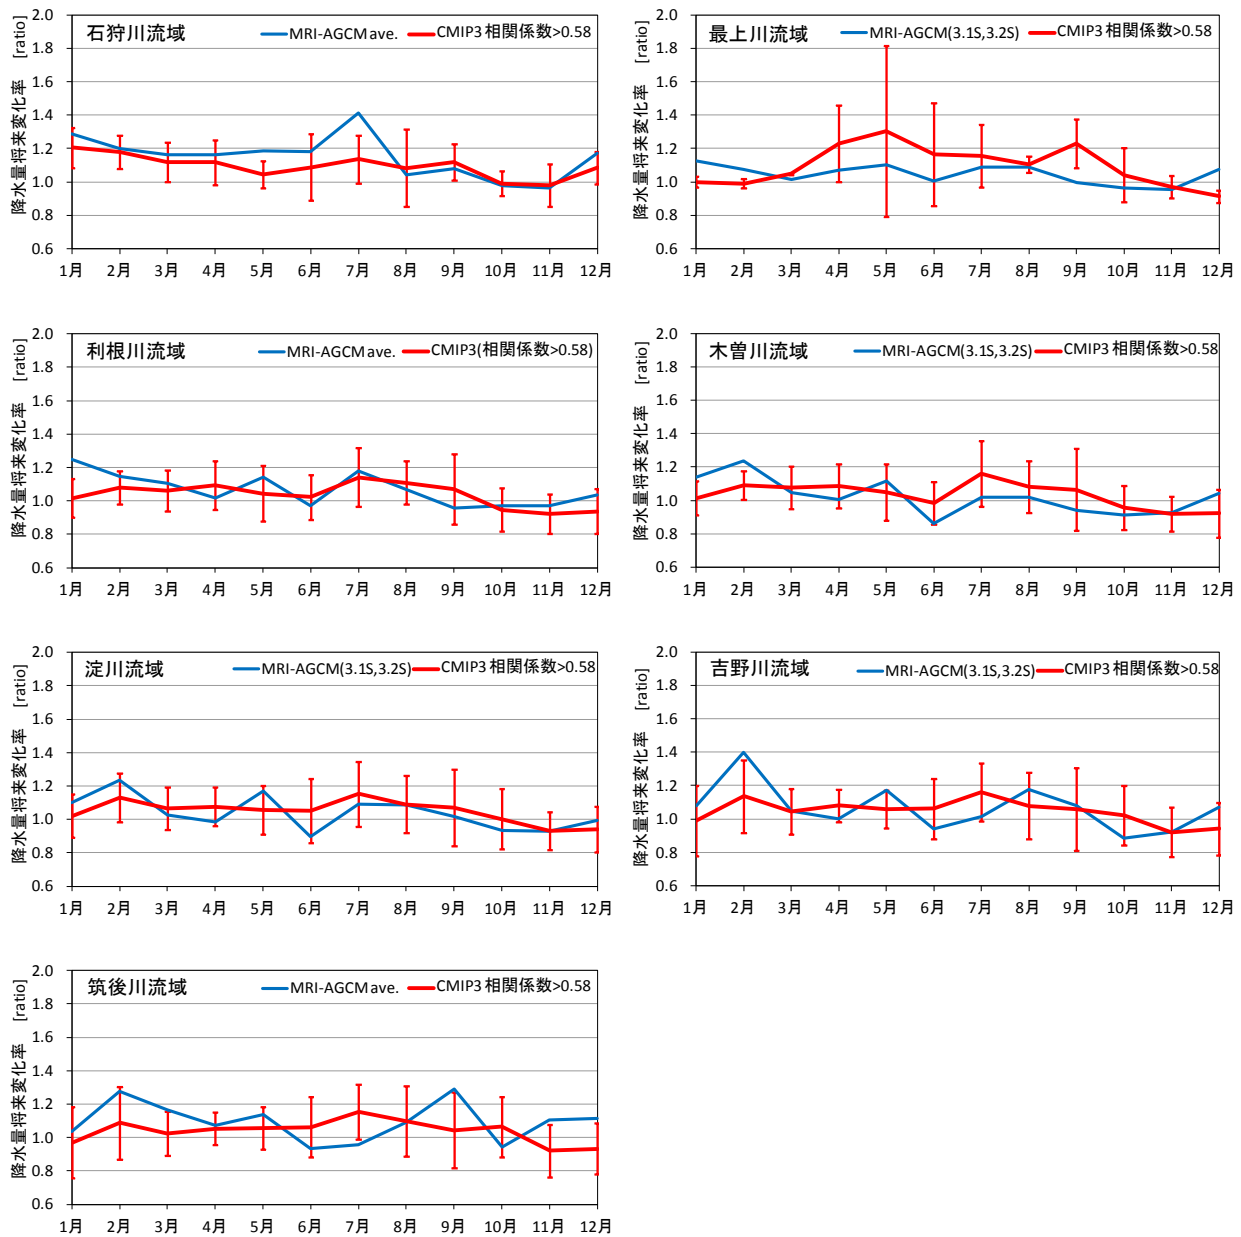 降水量将来変化率 [ratio]
石狩川流域 MRI-AGCM ave. CMIP3 相関係数>0.58
2.0
1.8
1.6
1.4
1.2
1.0
0.8
0.6
1月 2月 3月 4月 5月 6月 7月 8月 9月 10月 11月 12月
降水量将来変化率 [ratio]
最上川流域 MRI-AGCM(3.1S,3.2S) CMIP3 相関係数>0.58
2.0
1.8
1.6
1.4
1.2
1.0
0.8
0.6
1月 2月 3月 4月 5月 6月 7月 8月 9月 10月 11月 12月
降水量将来変化率 [ratio]
利根川流域 MRI-AGCM ave. CMIP3(相関係数>0.58)
2.0
1.8
1.6
1.4
1.2
1.0
0.8
0.6
1月 2月 3月 4月 5月 6月 7月 8月 9月 10月 11月 12月
降水量将来変化率 [ratio]
木曽川流域 MRI-AGCM(3.1S,3.2S) CMIP3 相関係数>0.58
2.0
1.8
1.6
1.4
1.2
1.0
0.8
0.6
1月 2月 3月 4月 5月 6月 7月 8月 9月 10月 11月 12月
降水量将来変化率 [ratio]
淀川流域 MRI-AGCM(3.1S,3.2S) CMIP3 相関係数>0.58
2.0
1.8
1.6
1.4
1.2
1.0
0.8
0.6
1月 2月 3月 4月 5月 6月 7月 8月 9月 10月 11月 12月
降水量将来変化率 [ratio]
吉野川流域 MRI-AGCM(3.1S,3.2S) CMIP3 相関係数>0.58
2.0
1.8
1.6
1.4
1.2
1.0
0.8
0.6
1月 2月 3月 4月 5月 6月 7月 8月 9月 10月 11月 12月
降水量将来変化率 [ratio]
筑後川流域 MRI-AGCM ave. CMIP3 相関係数>0.58
2.0
1.8
1.6
1.4
1.2
1.0
0.8
0.6
1月 2月 3月 4月 5月 6月 7月 8月 9月 10月 11月 12月